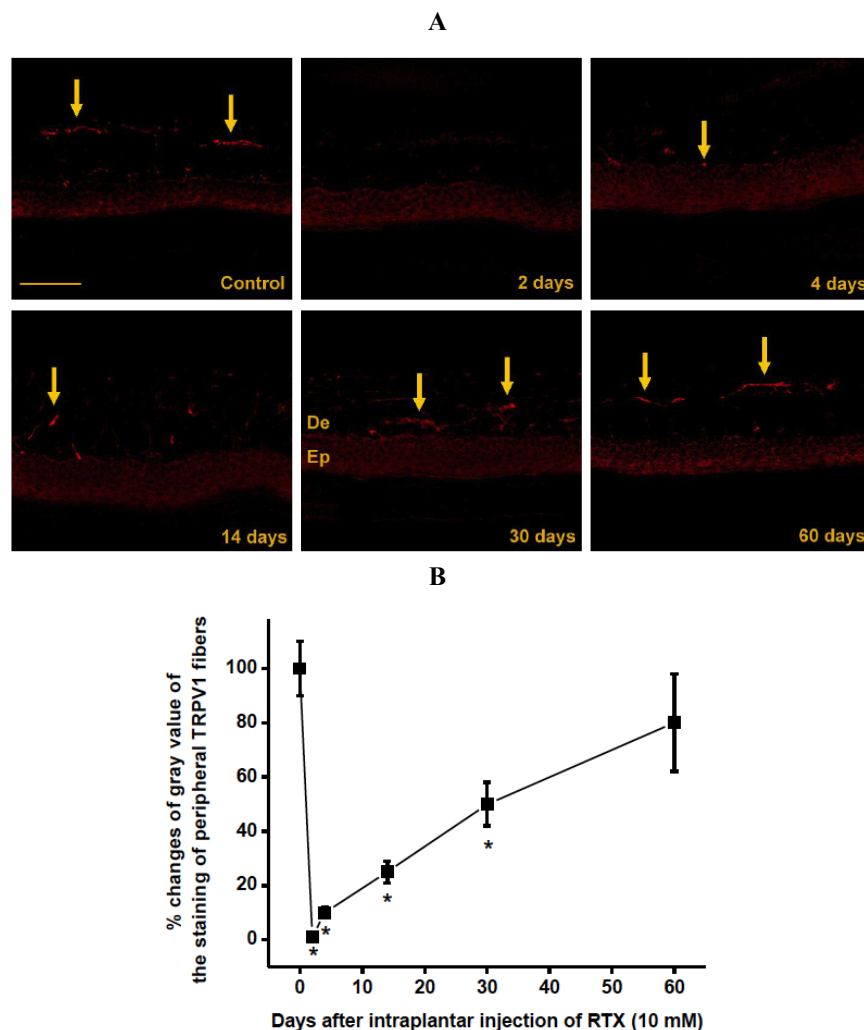 A
Control
2 days
4 days
14 days
De
Ep
30 days
60 days
B
% changes of gray value of
the staining of peripheral TRPV1 fibers
100
80
60
40
20
0
*
*
*
*
0
10
20
30
40
50
60
Days after intraplantar injection of RTX (10 mM)